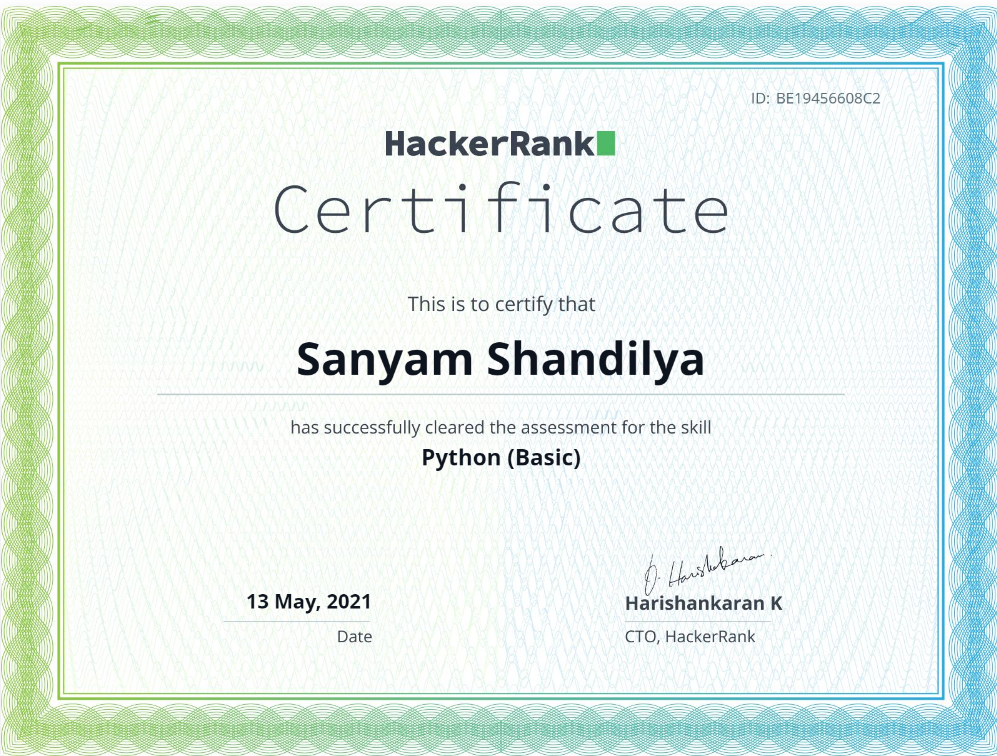 ID: BE19456608C2
HackerRank
Certificate
This is to certify that
Sanyam Shandilya
has successfully cleared the assessment for the skill
Python (Basic)
13 May, 2021
Date
D. Harishankaran
Harishankaran K
CTO, HackerRank